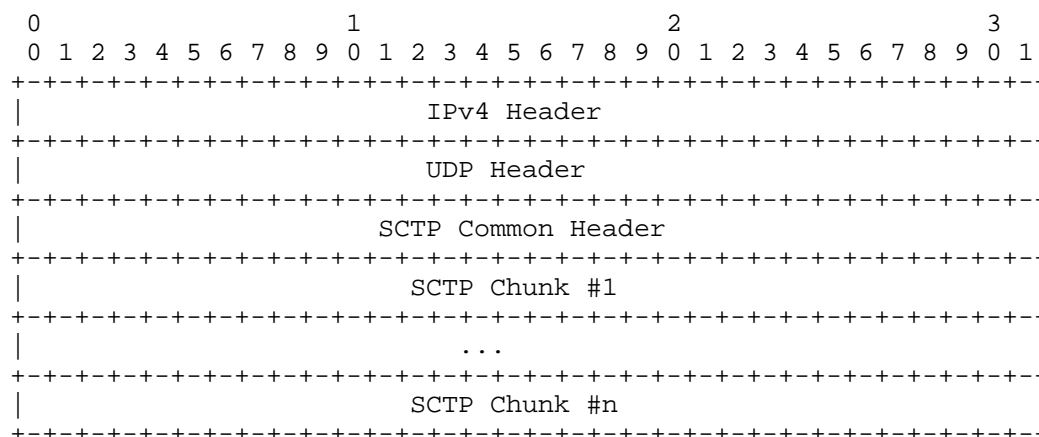 0                   1                   2                   3
 0 1 2 3 4 5 6 7 8 9 0 1 2 3 4 5 6 7 8 9 0 1 2 3 4 5 6 7 8 9 0 1
+-+-+-+-+-+-+-+-+-+-+-+-+-+-+-+-+-+-+-+-+-+-+-+-+-+-+-+-+-+-+-+-
|                         IPv4 Header
+-+-+-+-+-+-+-+-+-+-+-+-+-+-+-+-+-+-+-+-+-+-+-+-+-+-+-+-+-+-+-+-
|                         UDP Header
+-+-+-+-+-+-+-+-+-+-+-+-+-+-+-+-+-+-+-+-+-+-+-+-+-+-+-+-+-+-+-+-
|                      SCTP Common Header
+-+-+-+-+-+-+-+-+-+-+-+-+-+-+-+-+-+-+-+-+-+-+-+-+-+-+-+-+-+-+-+-
|                        SCTP Chunk #1
+-+-+-+-+-+-+-+-+-+-+-+-+-+-+-+-+-+-+-+-+-+-+-+-+-+-+-+-+-+-+-+-
|                           ...
+-+-+-+-+-+-+-+-+-+-+-+-+-+-+-+-+-+-+-+-+-+-+-+-+-+-+-+-+-+-+-+-
|                        SCTP Chunk #n
+-+-+-+-+-+-+-+-+-+-+-+-+-+-+-+-+-+-+-+-+-+-+-+-+-+-+-+-+-+-+-+-